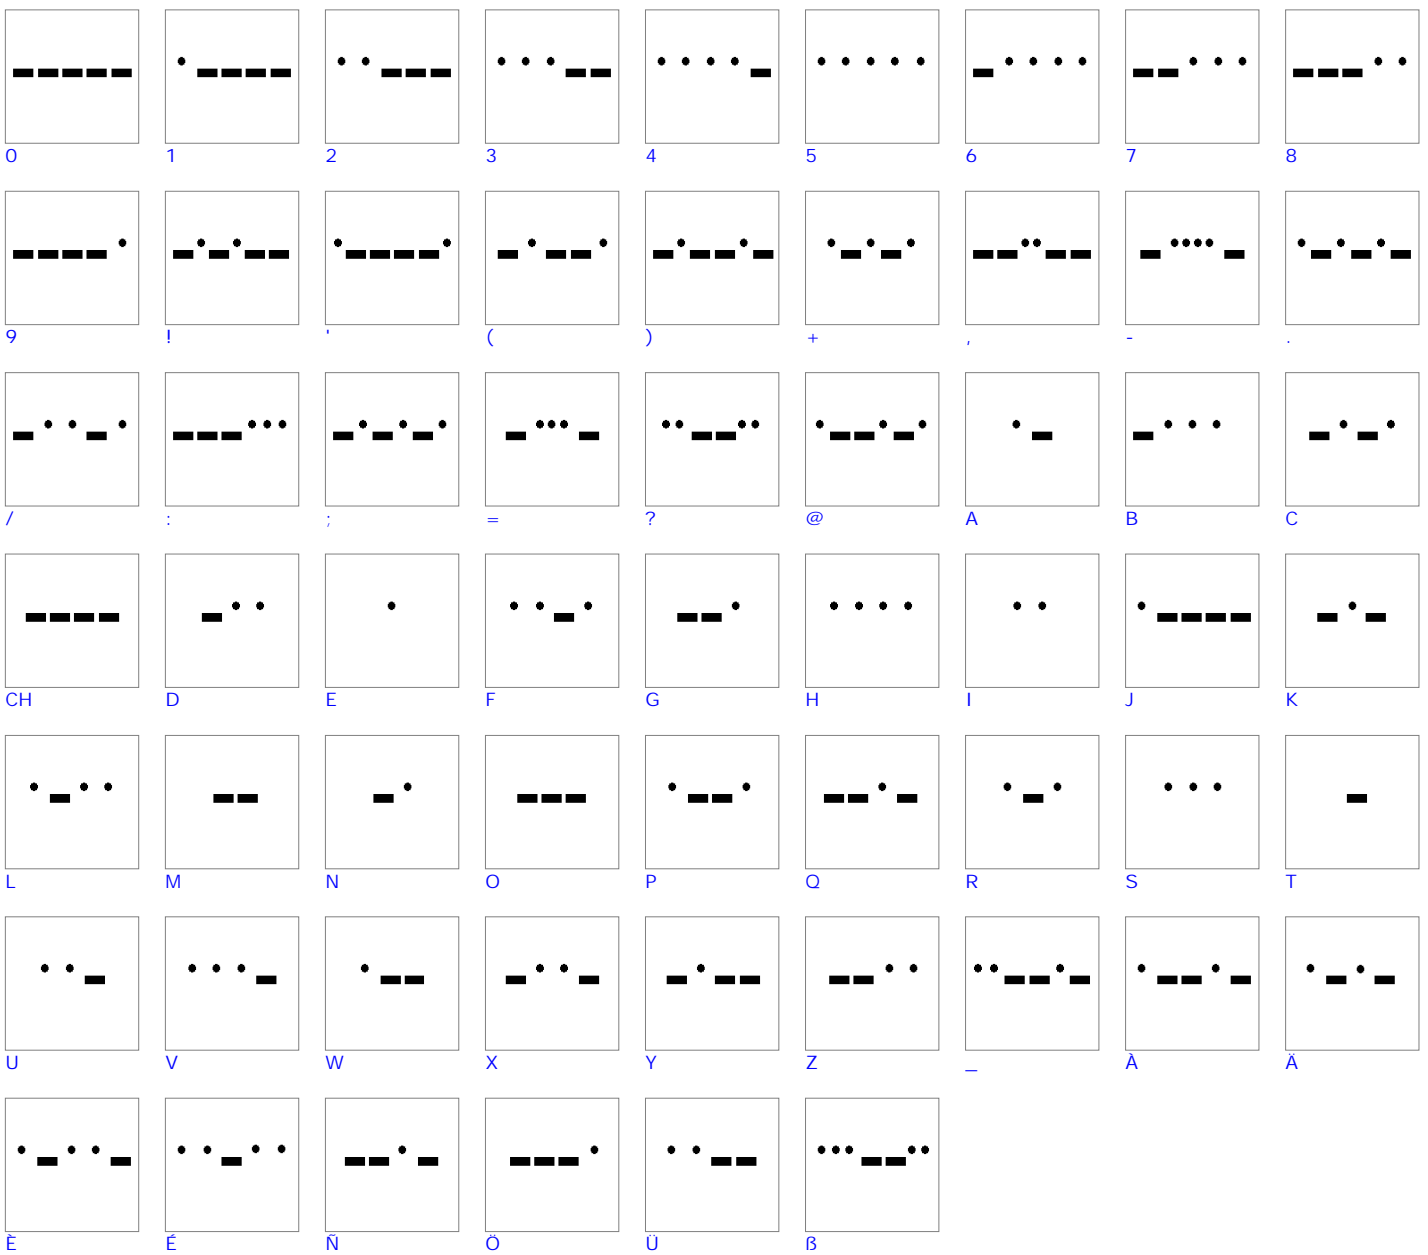 0 1 2 3 4 5 6 7 8
9 ! ' ( ) + , - .
/ : ; = ? @ A B C
CH D E F G H I J K
L M N O P Q R S T
U V W X Y Z _ À Ä
È É Ñ Ö Ü ß